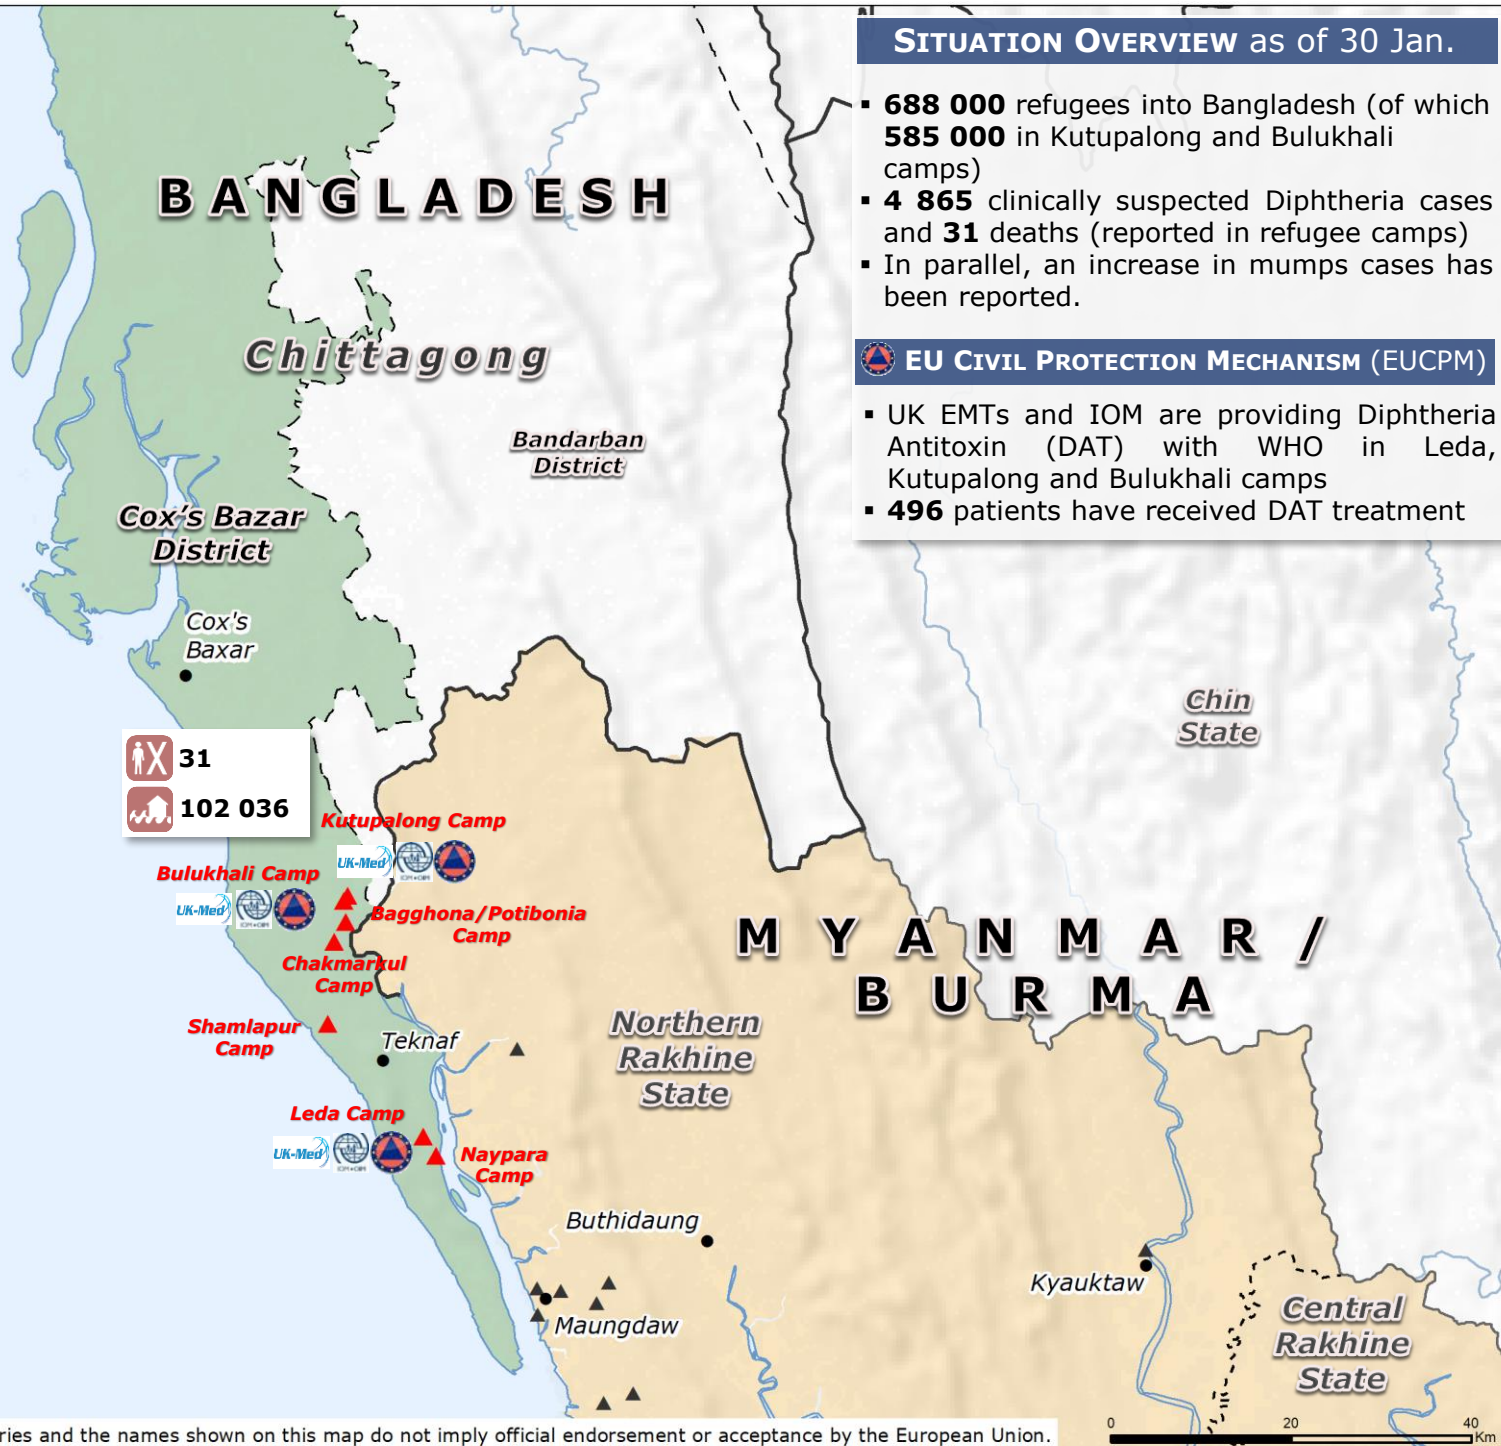 SITUATION OVERVIEW as of 30 Jan.
▪ 688 000 refugees into Bangladesh (of which
585 000 in Kutupalong and Bulukhali
camps)
▪ 4 865 clinically suspected Diphtheria cases
and 31 deaths (reported in refugee camps)
▪ In parallel, an increase in mumps cases has
been reported.
EU CIVIL PROTECTION MECHANISM (EUCPM)
▪ UK EMTs and IOM are providing Diphtheria
Antitoxin (DAT) with WHO in Leda,
Kutupalong and Bulukhali camps
▪ 496 patients have received DAT treatment
BANGLADESH
Chittagong
Bandarban
District
Cox's Bazar
District
Cox's
Baxar
Chin
State
31
102 036
Kutupalong Camp
UK-Med
IOM•OIM
Bulukhali Camp
UK-Med
IOM•OIM
Bagghona/Potibonia
Camp
Chakmarkul
Camp
MYANMAR/
BURMA
Shamlapur
Camp
Teknaf
Northern
Rakhine
State
Leda Camp
UK-Med
IOM•OIM
Naypara
Camp
Buthidaung
Kyauktaw
Maungdaw
Central
Rakhine
State
0 20 40
Km
ries and the names shown on this map do not imply official endorsement or acceptance by the European Union.